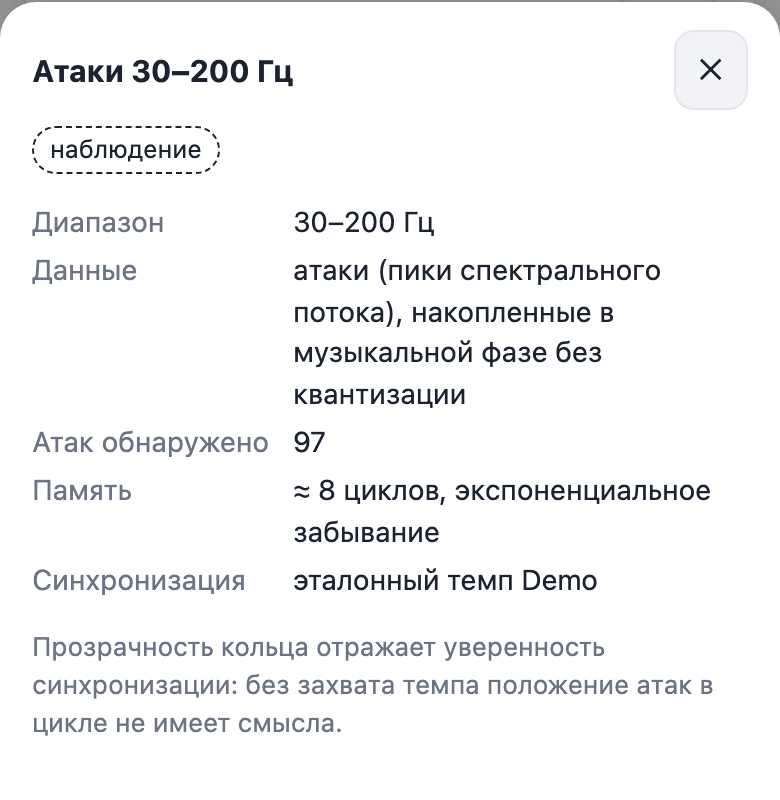 Атаки 30–200 Гц
наблюдение
Диапазон 30–200 Гц
Данные атаки (пики спектрального
потока), накопленные в
музыкальной фазе без
квантизации
Атак обнаружено 97
Память ≈ 8 циклов, экспоненциальное
забывание
Синхронизация эталонный темп Demo
Прозрачность кольца отражает уверенность
синхронизации: без захвата темпа положение атак в
цикле не имеет смысла.